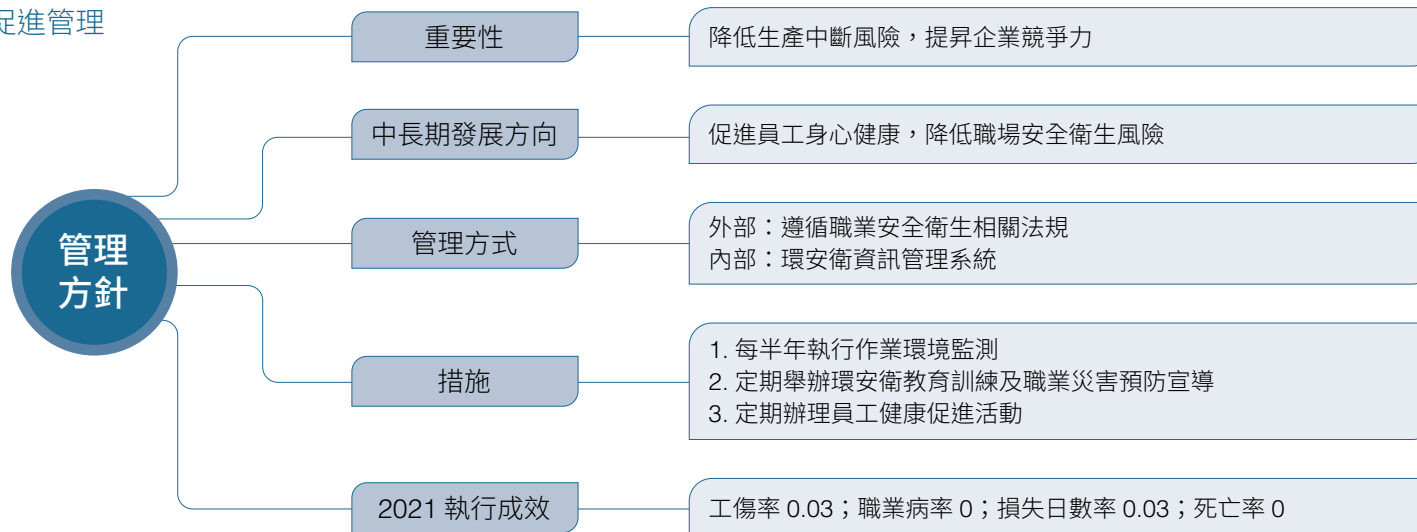 促進管理
管理
方針
重要性
降低生產中斷風險，提昇企業競爭力
中長期發展方向
促進員工身心健康，降低職場安全衛生風險
管理方式
外部：遵循職業安全衛生相關法規
內部：環安衛資訊管理系統
措施
1. 每半年執行作業環境監測
2. 定期舉辦環安衛教育訓練及職業災害預防宣導
3. 定期辦理員工健康促進活動
2021 執行成效
工傷率 0.03；職業病率 0；損失日數率 0.03；死亡率 0